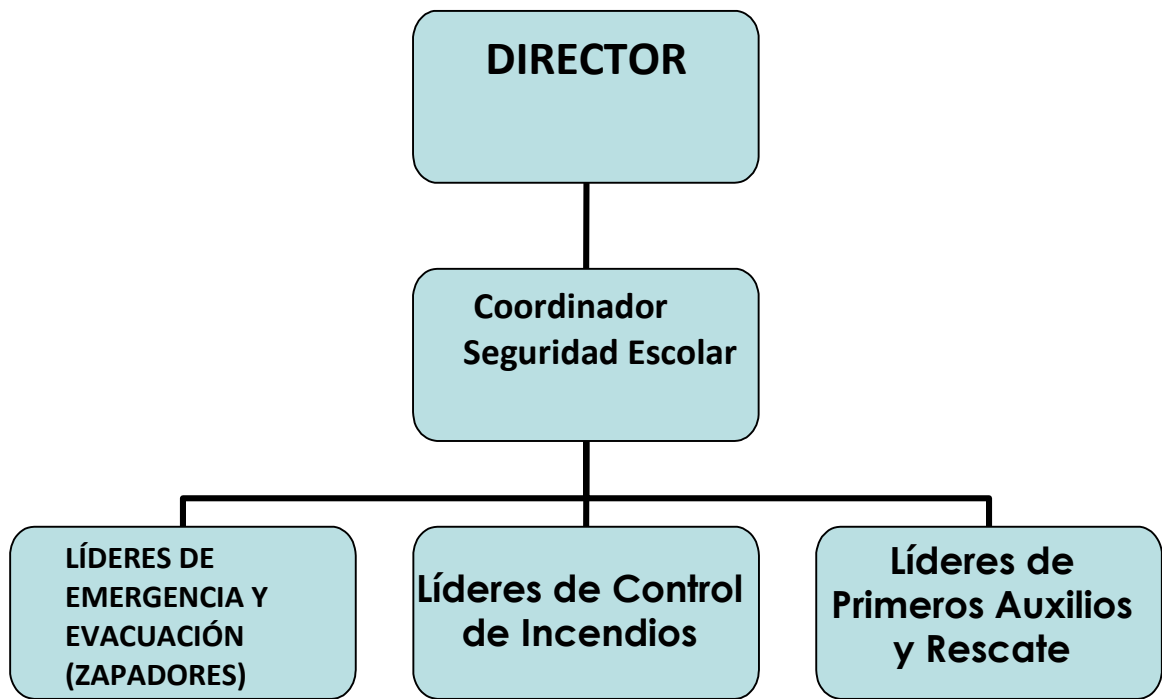 DIRECTOR
Coordinador
Seguridad Escolar
LÍDERES DE
EMERGENCIA Y
EVACUACIÓN
(ZAPADORES)
Líderes de Control
de Incendios
Líderes de
Primeros Auxilios
y Rescate